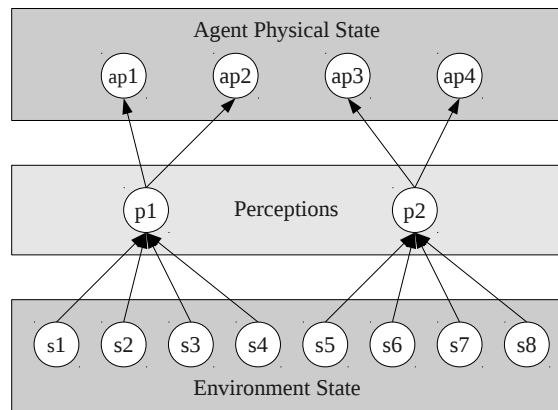 Agent Physical State
ap1 ap2 ap3 ap4
p1 Perceptions p2
s1 s2 s3 s4 s5 s6 s7 s8
Environment State